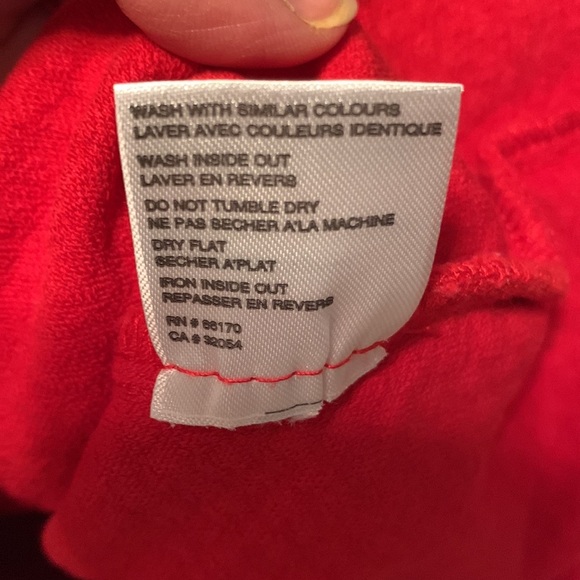 WASH WITH SIMILAR COLOURS
LAVER AVEC COULEURS IDENTIQUE
WASH INSIDE OUT
LAVER EN REVERS
DO NOT TUMBLE DRY
NE PAS SECHER A'LA MACHINE
DRY FLAT
SECHER A'PLAT
IRON INSIDE OUT
REPASSER EN REVERS
RN # 88170
CA # 32054